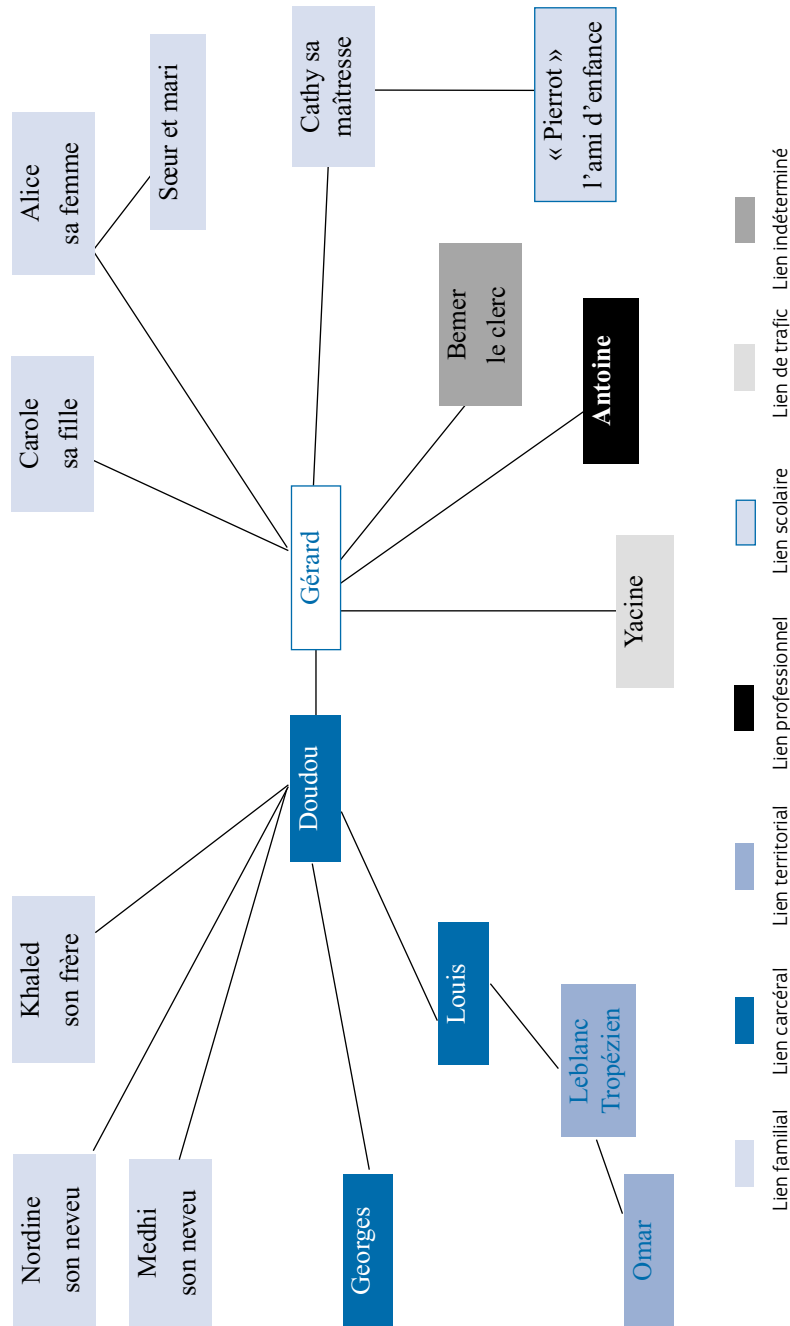 Nordine
son neveu
Khaled
son frère
Carole
sa fille
Alice
sa femme
Medhi
son neveu
Sœur et mari
Georges
Doudou
Gérard
Cathy sa
maîtresse
Louis
Bemer
le clerc
Leblanc
Tropézien
Antoine
« Pierrot »
l’ami d’enfance
Omar
Yacine
Lien familial
Lien carcéral
Lien territorial
Lien professionnel
Lien scolaire
Lien de trafic
Lien indéterminé